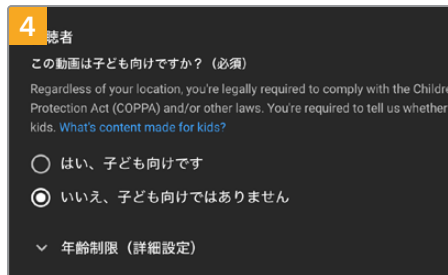 4
聴者
この動画は子ども向けですか？（必須）
Regardless of your location, you're legally required to comply with the Childre
Protection Act (COPPA) and/or other laws. You're required to tell us whether
kids. What's content made for kids?
はい、子ども向けです
いいえ、子ども向けではありません
年齢制限（詳細設定）